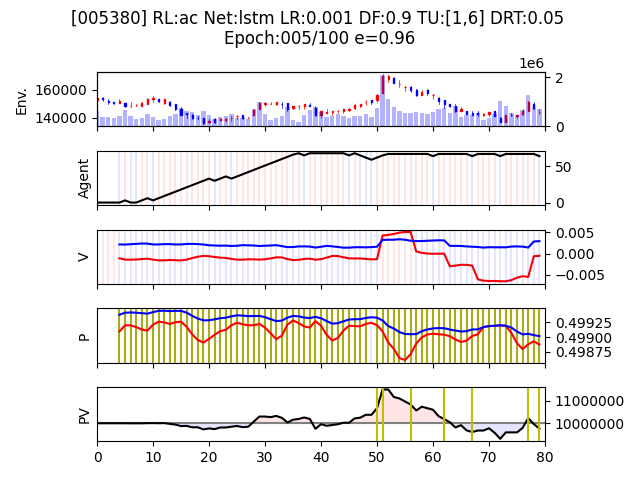 [005380] RL:ac Net:lstm LR:0.001 DF:0.9 TU:[1,6] DRT:0.05
Epoch:005/100 e=0.96
1e6
Env.
160000
140000
2
0
Agent
50
0
V
0.005
0.000
−0.005
P
0.49925
0.49900
0.49875
PV
11000000
10000000
0 10 20 30 40 50 60 70 80